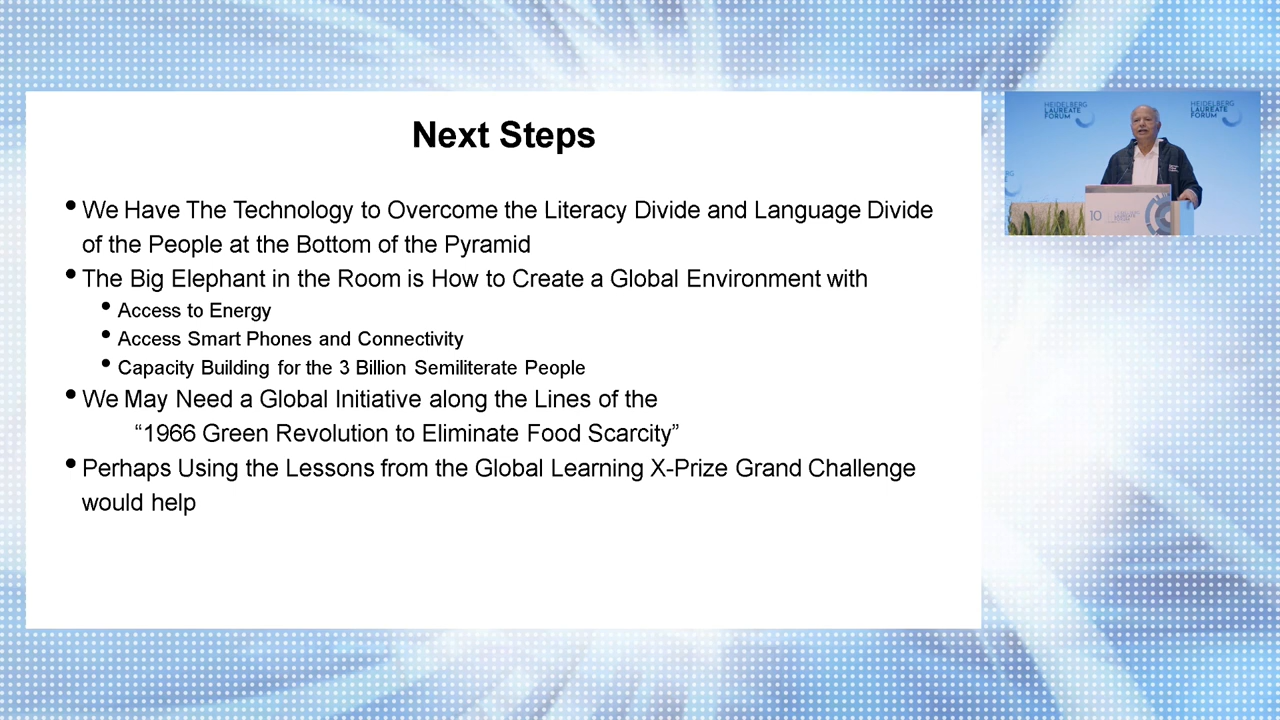 Next Steps
• We Have The Technology to Overcome the Literacy Divide and Language Divide
of the People at the Bottom of the Pyramid
• The Big Elephant in the Room is How to Create a Global Environment with
• Access to Energy
• Access Smart Phones and Connectivity
• Capacity Building for the 3 Billion Semiliterate People
• We May Need a Global Initiative along the Lines of the
“1966 Green Revolution to Eliminate Food Scarcity”
• Perhaps Using the Lessons from the Global Learning X-Prize Grand Challenge
would help
HEIDELBERG
LAUREATE
FORUM
HEIDELBERG
LAUREATE
FORUM
10